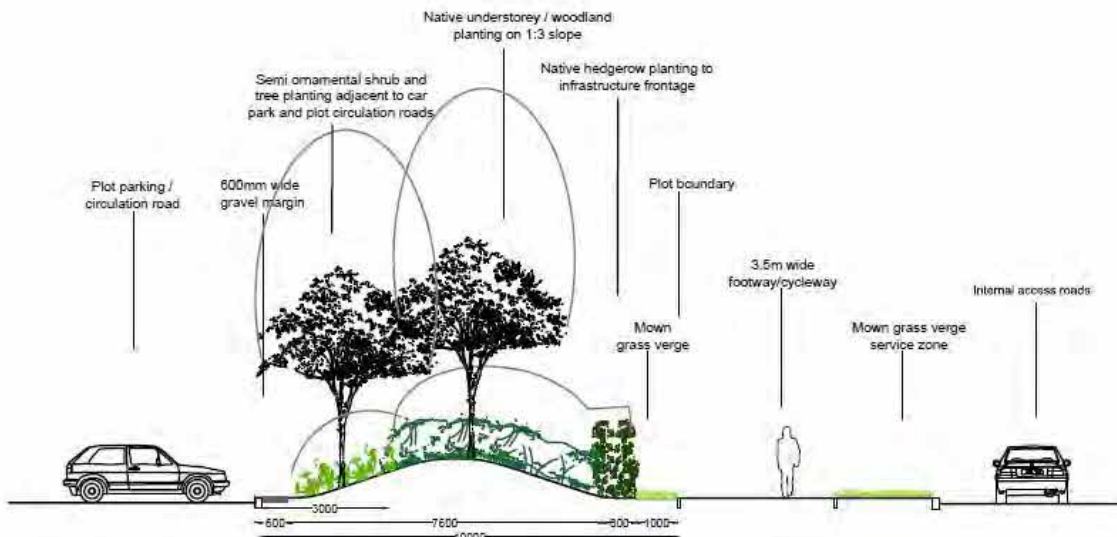 Native understorey / woodland
planting on 1:3 slope
Native hedgerow planting to
infrastructure frontage
Semi ornamental shrub and
tree planting adjacent to car
park and plot circulation roads
Plot parking /
circulation road
600mm wide
gravel margin
Plot boundary
3.5m wide
footway/cycleway
Internal access roads
Mown
grass verge
Mown grass verge
service zone
3000
600 7600 800 1000